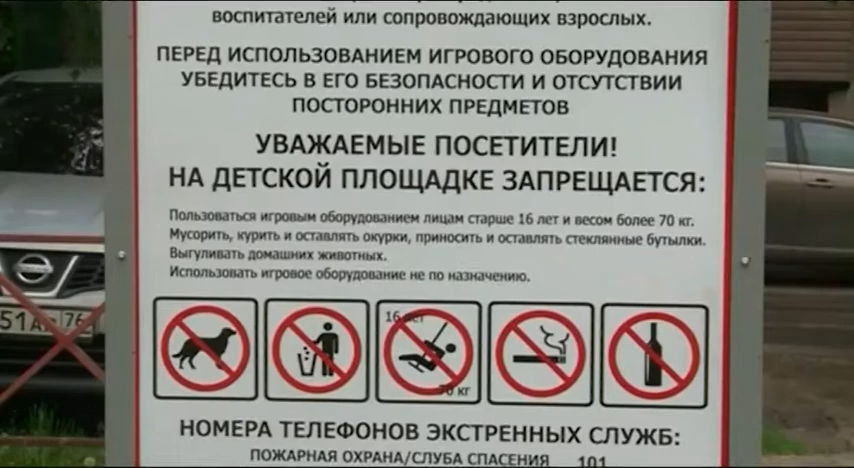 воспитателей или сопровождающих взрослых.
ПЕРЕД ИСПОЛЬЗОВАНИЕМ ИГРОВОГО ОБОРУДОВАНИЯ
УБЕДИТЕСЬ В ЕГО БЕЗОПАСНОСТИ И ОТСУТСТВИИ
ПОСТОРОННИХ ПРЕДМЕТОВ
УВАЖАЕМЫЕ ПОСЕТИТЕЛИ!
НА ДЕТСКОЙ ПЛОЩАДКЕ ЗАПРЕЩАЕТСЯ:
Пользоваться игровым оборудованием лицам старше 16 лет и весом более 70 кг.
Мусорить, курить и оставлять окурки, приносить и оставлять стеклянные бутылки.
Выгуливать домашних животных.
Использовать игровое оборудование не по назначению.
16 лет
70 кг
НОМЕРА ТЕЛЕФОНОВ ЭКСТРЕННЫХ СЛУЖБ:
ПОЖАРНАЯ ОХРАНА/СЛУБА СПАСЕНИЯ 101
NISSAN